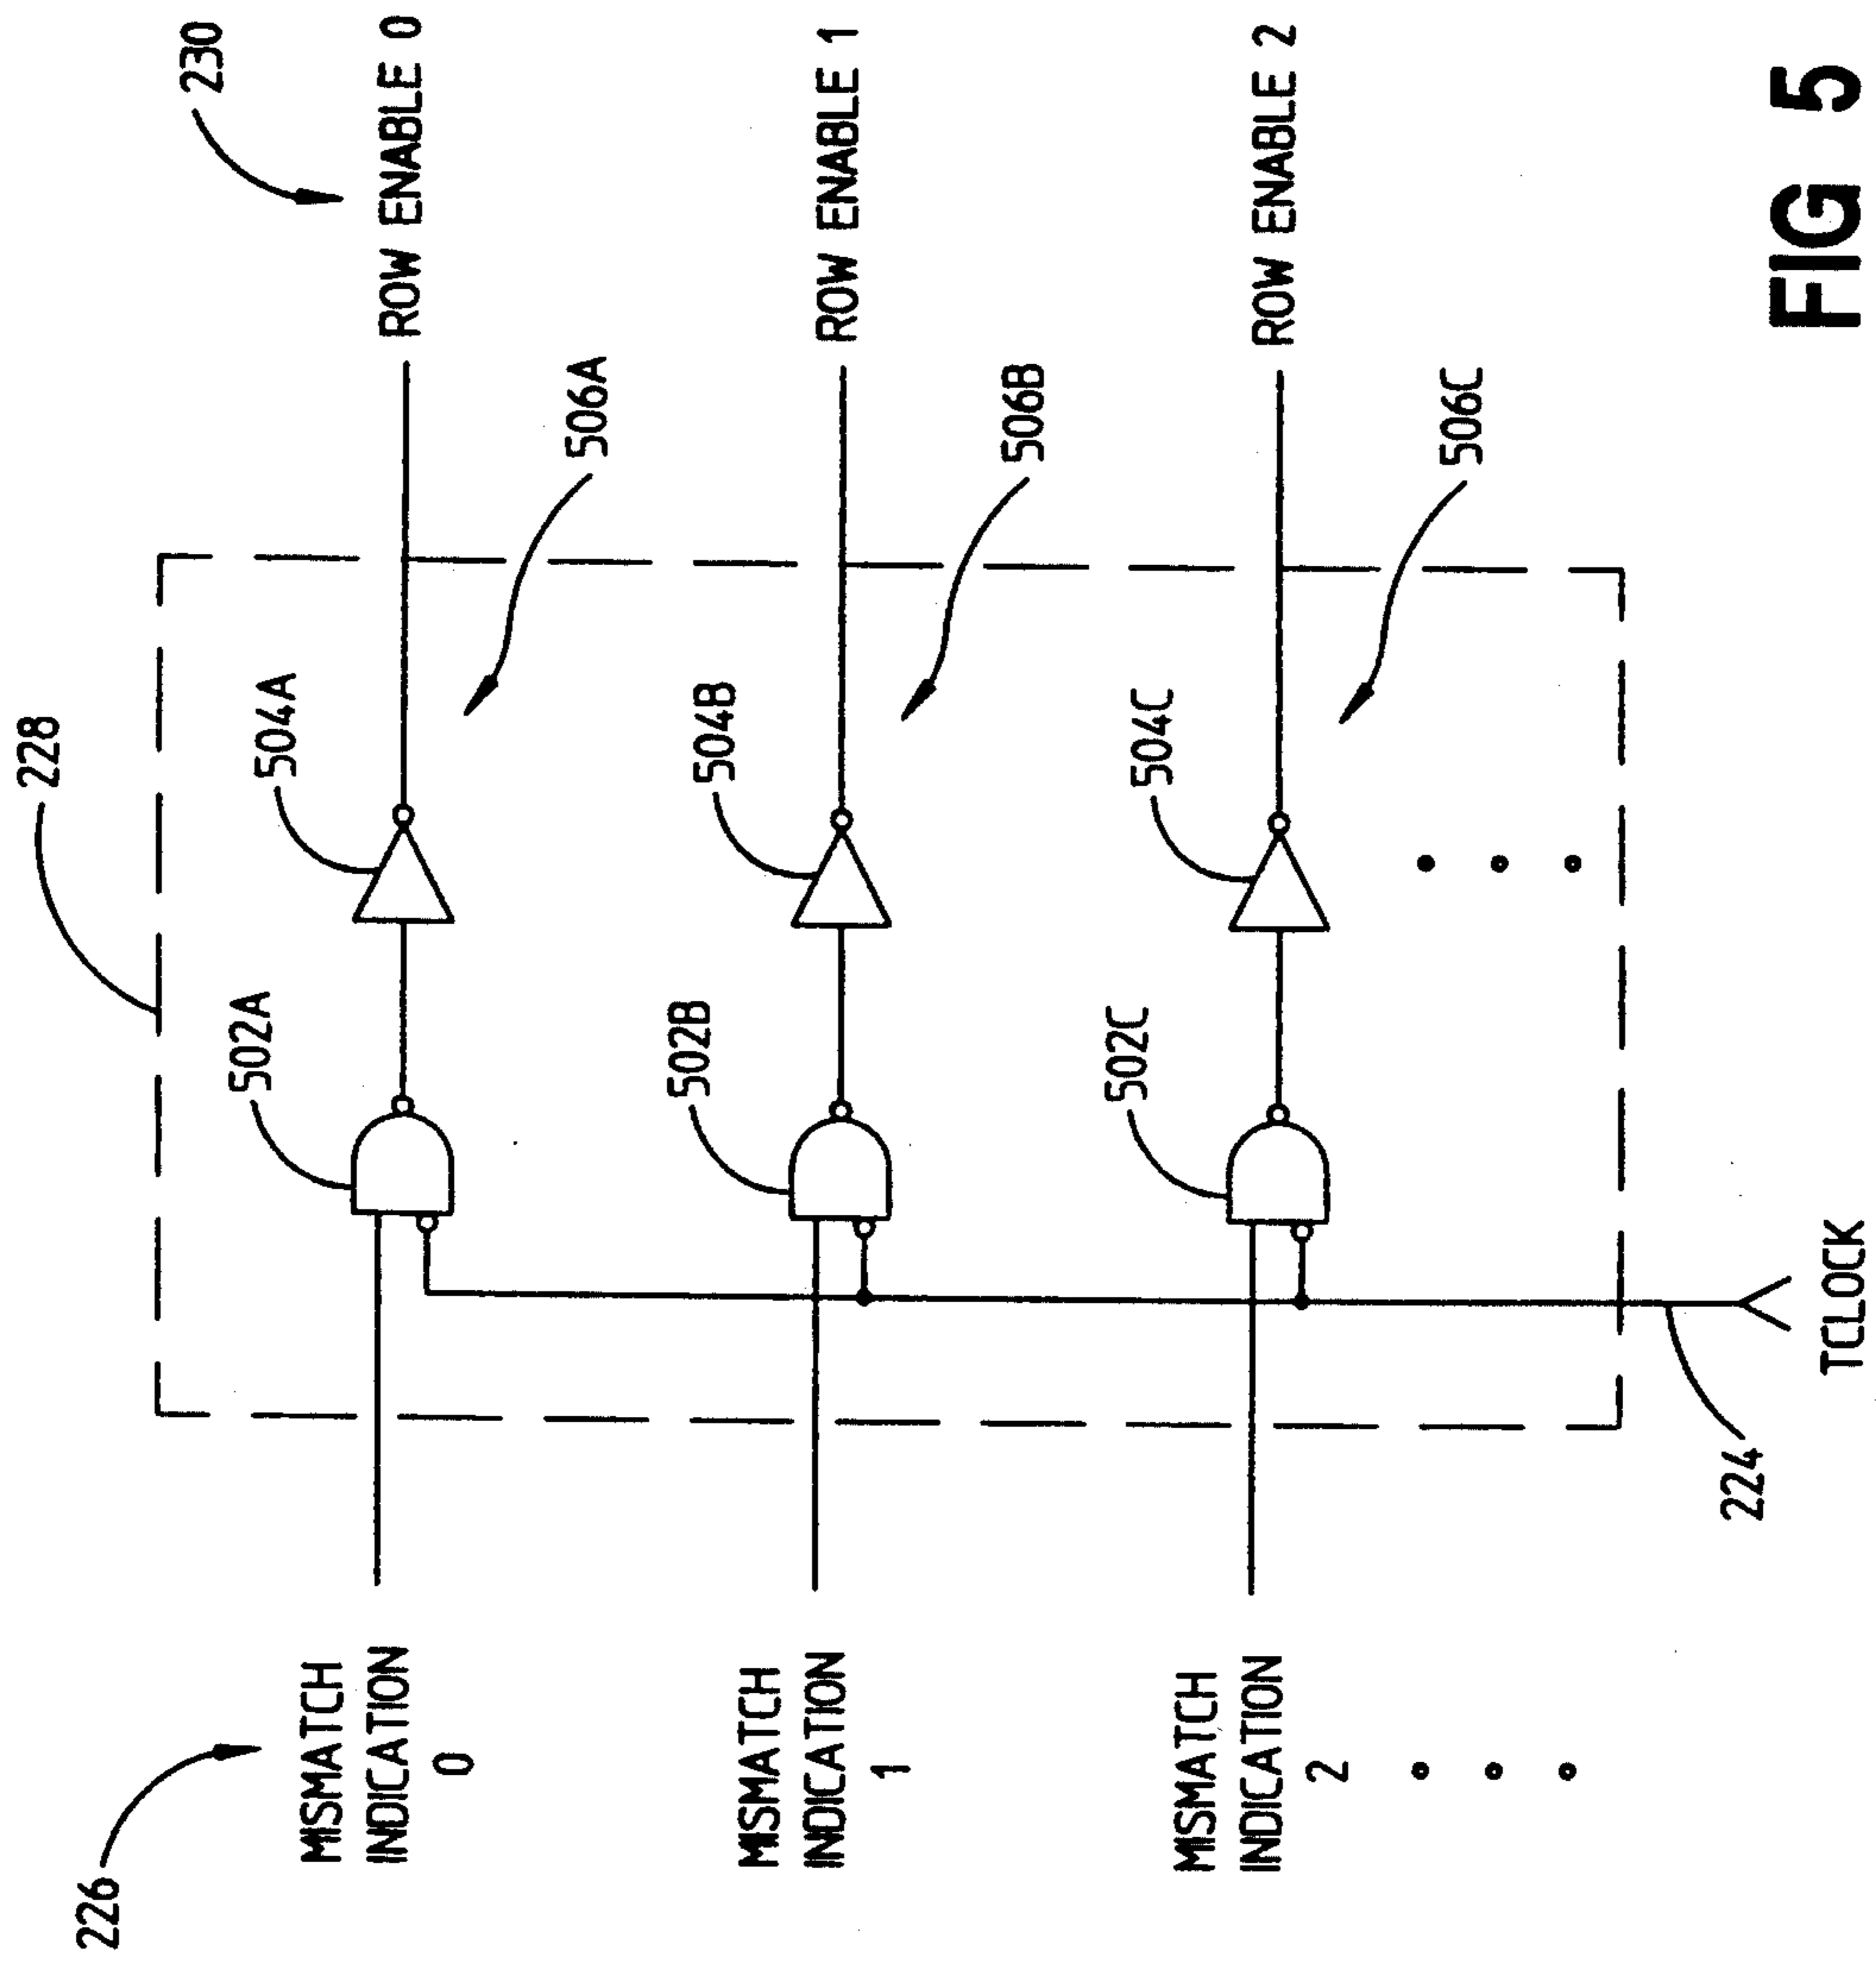 228
230
226
MISMATCH
INDICATION
0
502A
504A
506A
ROW ENABLE 0
MISMATCH
INDICATION
1
502B
504B
506B
ROW ENABLE 1
MISMATCH
INDICATION
2
502C
504C
506C
ROW ENABLE 2
224
TCLOCK
FIG 5